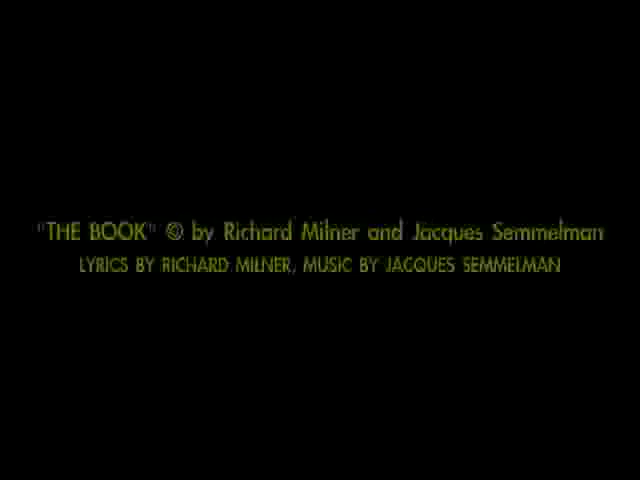 "THE BOOK" © by Richard Milner and Jacques Semmelman
LYRICS BY RICHARD MILNER, MUSIC BY JACQUES SEMMELMAN